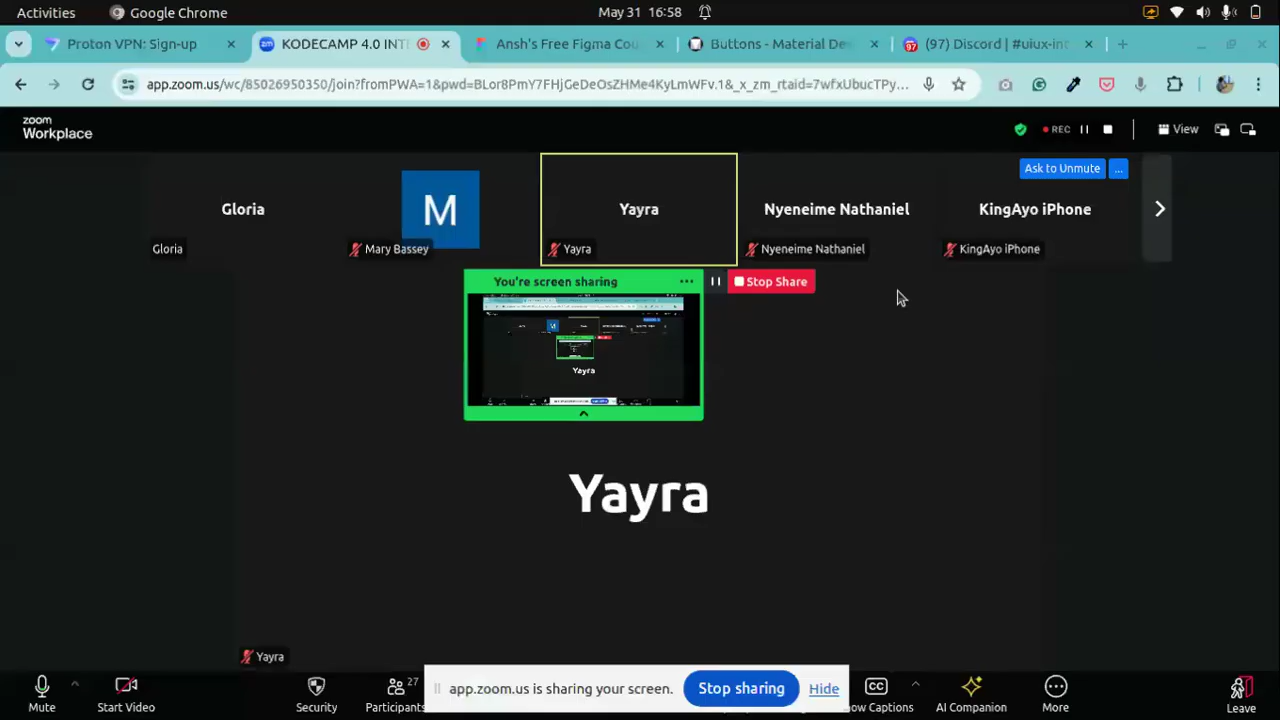 Activities
Google Chrome
May 31 16:58
Proton VPN: Sign-up
KODECAMP 4.0 INTE
Ansh's Free Figma Cou
Buttons - Material Des
(97) Discord | #uiux-int
app.zoom.us/wc/85026950350/join?fromPWA=1&pwd=BLor8PmY7FHjGeDeOsZHMe4KyLmWFv.1&_x_zm_rtaid=7wfxUbucTPy...
zoom
Workplace
REC
View
Ask to Unmute
...
Gloria
M
Yayra
Nyeneime Nathaniel
KingAyo iPhone
Gloria
Mary Bassey
Yayra
Nyeneime Nathaniel
KingAyo iPhone
You're screen sharing
Stop Share
Yayra
Yayra
Yayra
Mute
Start Video
Security
27
Participants
app.zoom.us is sharing your screen.
Stop sharing
Hide
CC
ow Captions
AI Companion
More
Leave